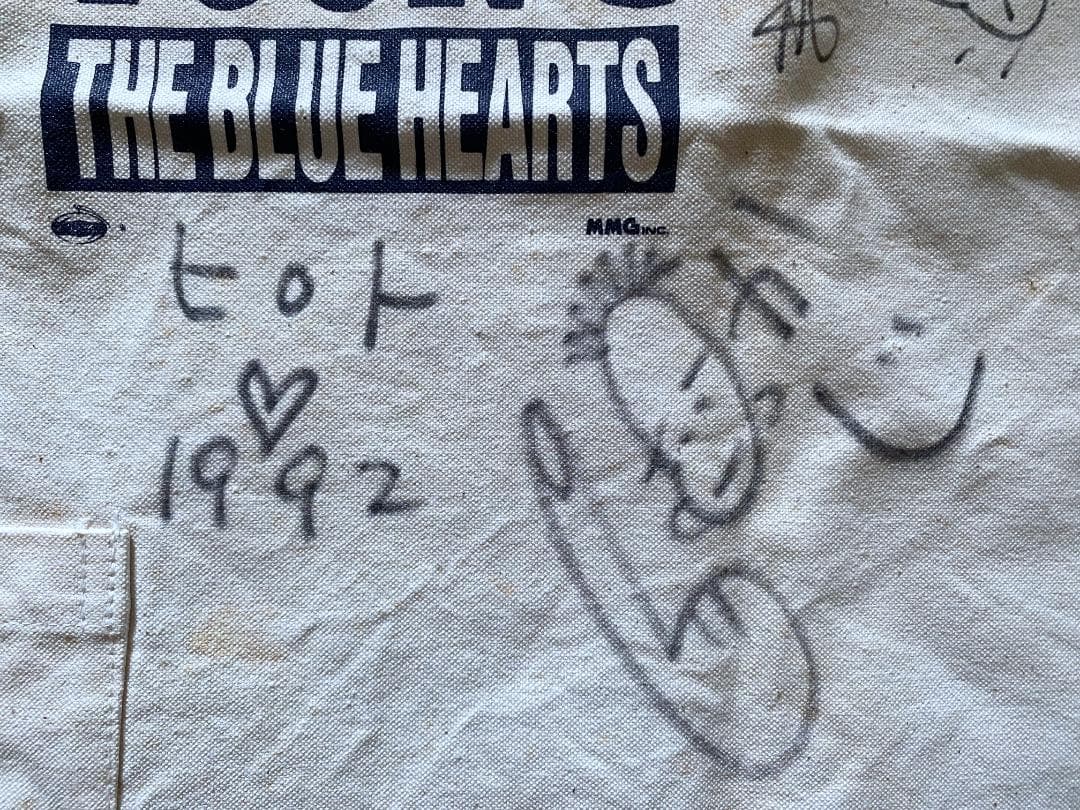 THE BLUE HEARTS
MMG INC.
ヒロト
♡
1992